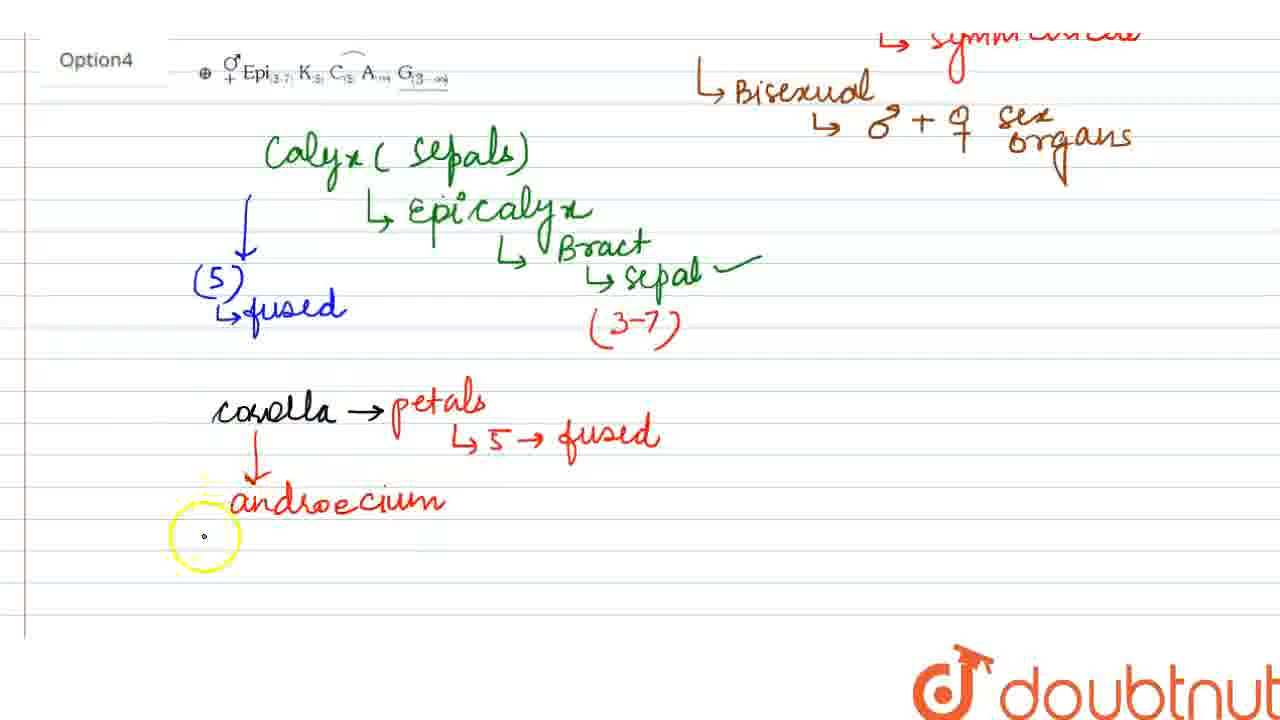 Option4
↳ symm
⊕ ⚥ Epi(3-7) K(5) C(5) A(∞) G(3-∞)
↳ Bisexual
↳ ♂ + ♀ sex organs
Calyx ( sepals)
↳ Epicalyx
↳ Bract
↳ sepal ✓
(5)
↳ fused
(3-7)
corolla → petals
↳ 5 → fused
androecium
doubtnut